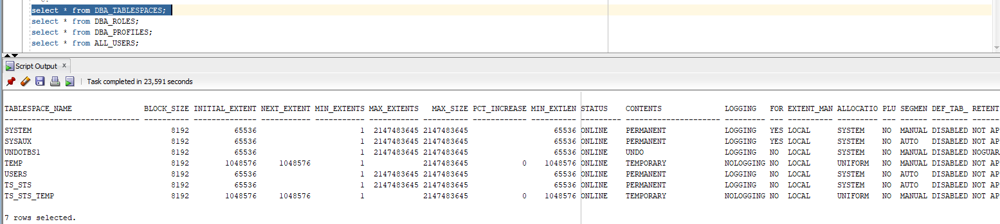 select * from DBA_TABLESPACES;
select * from DBA_ROLES;
select * from DBA_PROFILES;
select * from ALL_USERS;
Script Output x
Task completed in 23,591 seconds
TABLESPACE_NAME BLOCK_SIZE INITIAL_EXTENT NEXT_EXTENT MIN_EXTENTS MAX_EXTENTS MAX_SIZE PCT_INCREASE MIN_EXTLEN STATUS CONTENTS LOGGING FOR EXTENT_MAN ALLOCATIO PLU SEGMEN DEF_TAB_ RETENT
SYSTEM 8192 65536 1 2147483645 2147483645 65536 ONLINE PERMANENT LOGGING YES LOCAL SYSTEM NO MANUAL DISABLED NOT AP
SYSAUX 8192 65536 1 2147483645 2147483645 65536 ONLINE PERMANENT LOGGING YES LOCAL SYSTEM NO AUTO DISABLED NOT AP
UNDOTBS1 8192 65536 1 2147483645 2147483645 65536 ONLINE UNDO LOGGING NO LOCAL SYSTEM NO MANUAL DISABLED NOGUAR
TEMP 8192 1048576 1048576 1 2147483645 0 1048576 ONLINE TEMPORARY NOLOGGING NO LOCAL UNIFORM NO MANUAL DISABLED NOT AP
USERS 8192 65536 1 2147483645 2147483645 65536 ONLINE PERMANENT LOGGING NO LOCAL SYSTEM NO AUTO DISABLED NOT AP
TS_STS 8192 65536 1 2147483645 2147483645 65536 ONLINE PERMANENT LOGGING NO LOCAL SYSTEM NO AUTO DISABLED NOT AP
TS_STS_TEMP 8192 1048576 1048576 1 2147483645 0 1048576 ONLINE TEMPORARY NOLOGGING NO LOCAL UNIFORM NO MANUAL DISABLED NOT AP
7 rows selected.